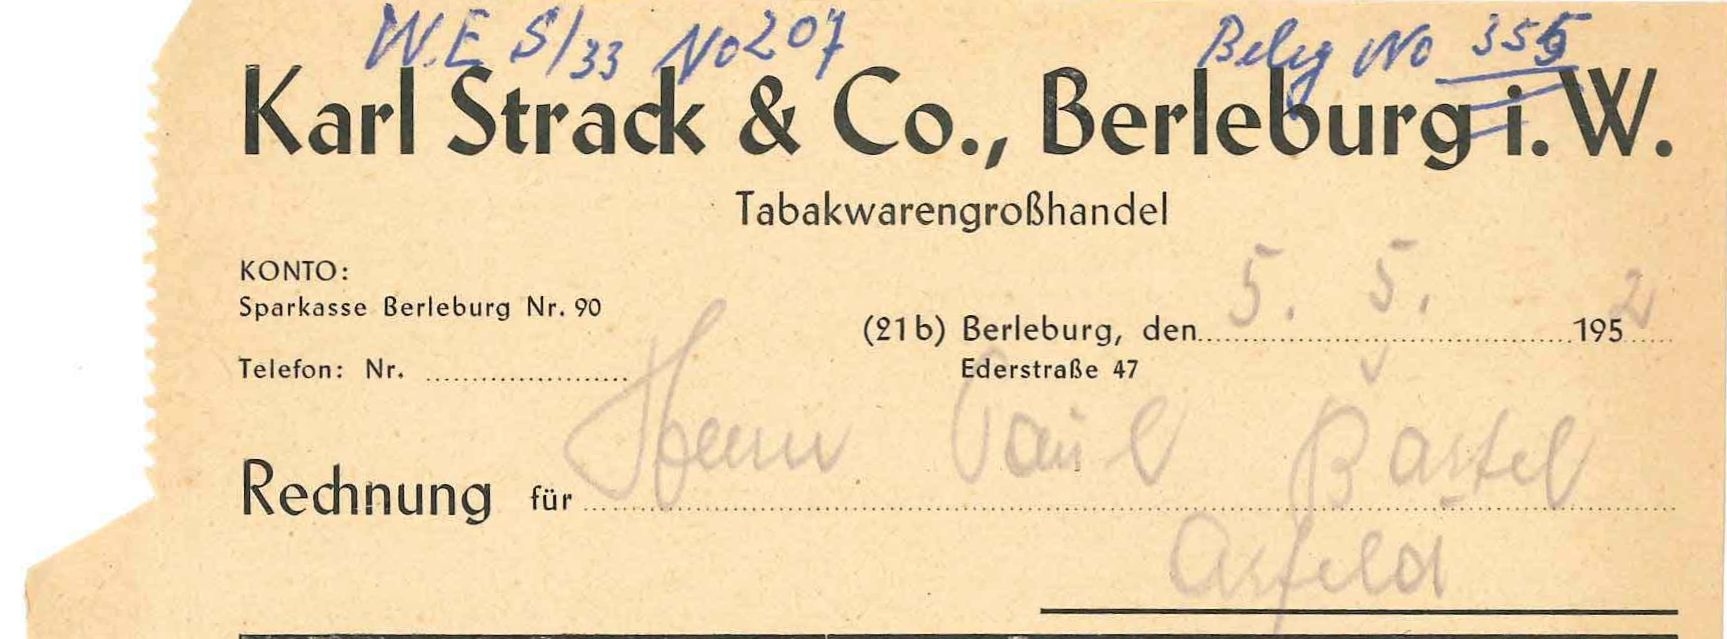 W.E S/33 No 207 Beleg No 355
Karl Strack & Co., Berleburg i. W.
Tabakwarengroßhandel
KONTO:
Sparkasse Berleburg Nr. 90
(21b) Berleburg, den 5. 5. 1952
Telefon: Nr.
Ederstraße 47
Rechnung für Herrn Paul Bastel
Arfeld